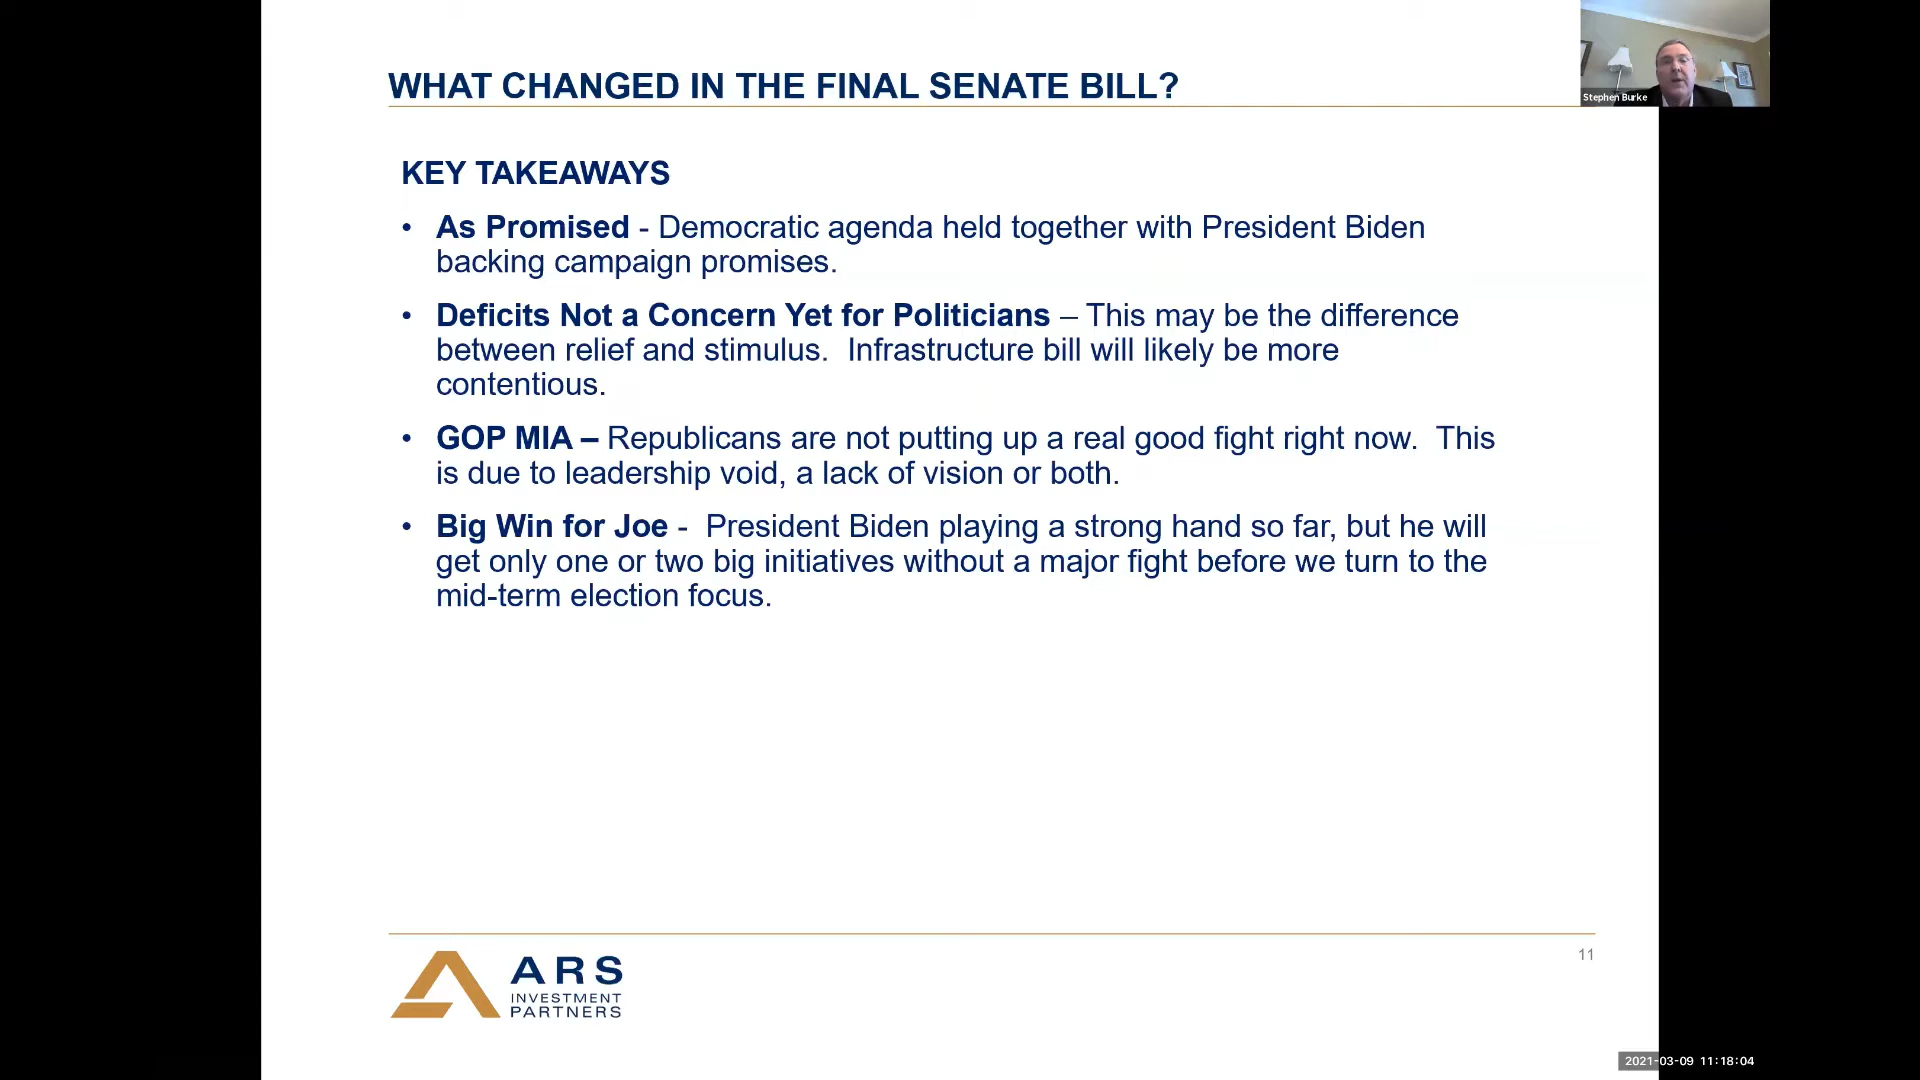 WHAT CHANGED IN THE FINAL SENATE BILL?
Stephen Burke
KEY TAKEAWAYS
• As Promised - Democratic agenda held together with President Biden
backing campaign promises.
• Deficits Not a Concern Yet for Politicians – This may be the difference
between relief and stimulus.  Infrastructure bill will likely be more
contentious.
• GOP MIA – Republicans are not putting up a real good fight right now.  This
is due to leadership void, a lack of vision or both.
• Big Win for Joe -  President Biden playing a strong hand so far, but he will
get only one or two big initiatives without a major fight before we turn to the
mid-term election focus.
11
ARS
INVESTMENT
PARTNERS
2021-03-09 11:18:04